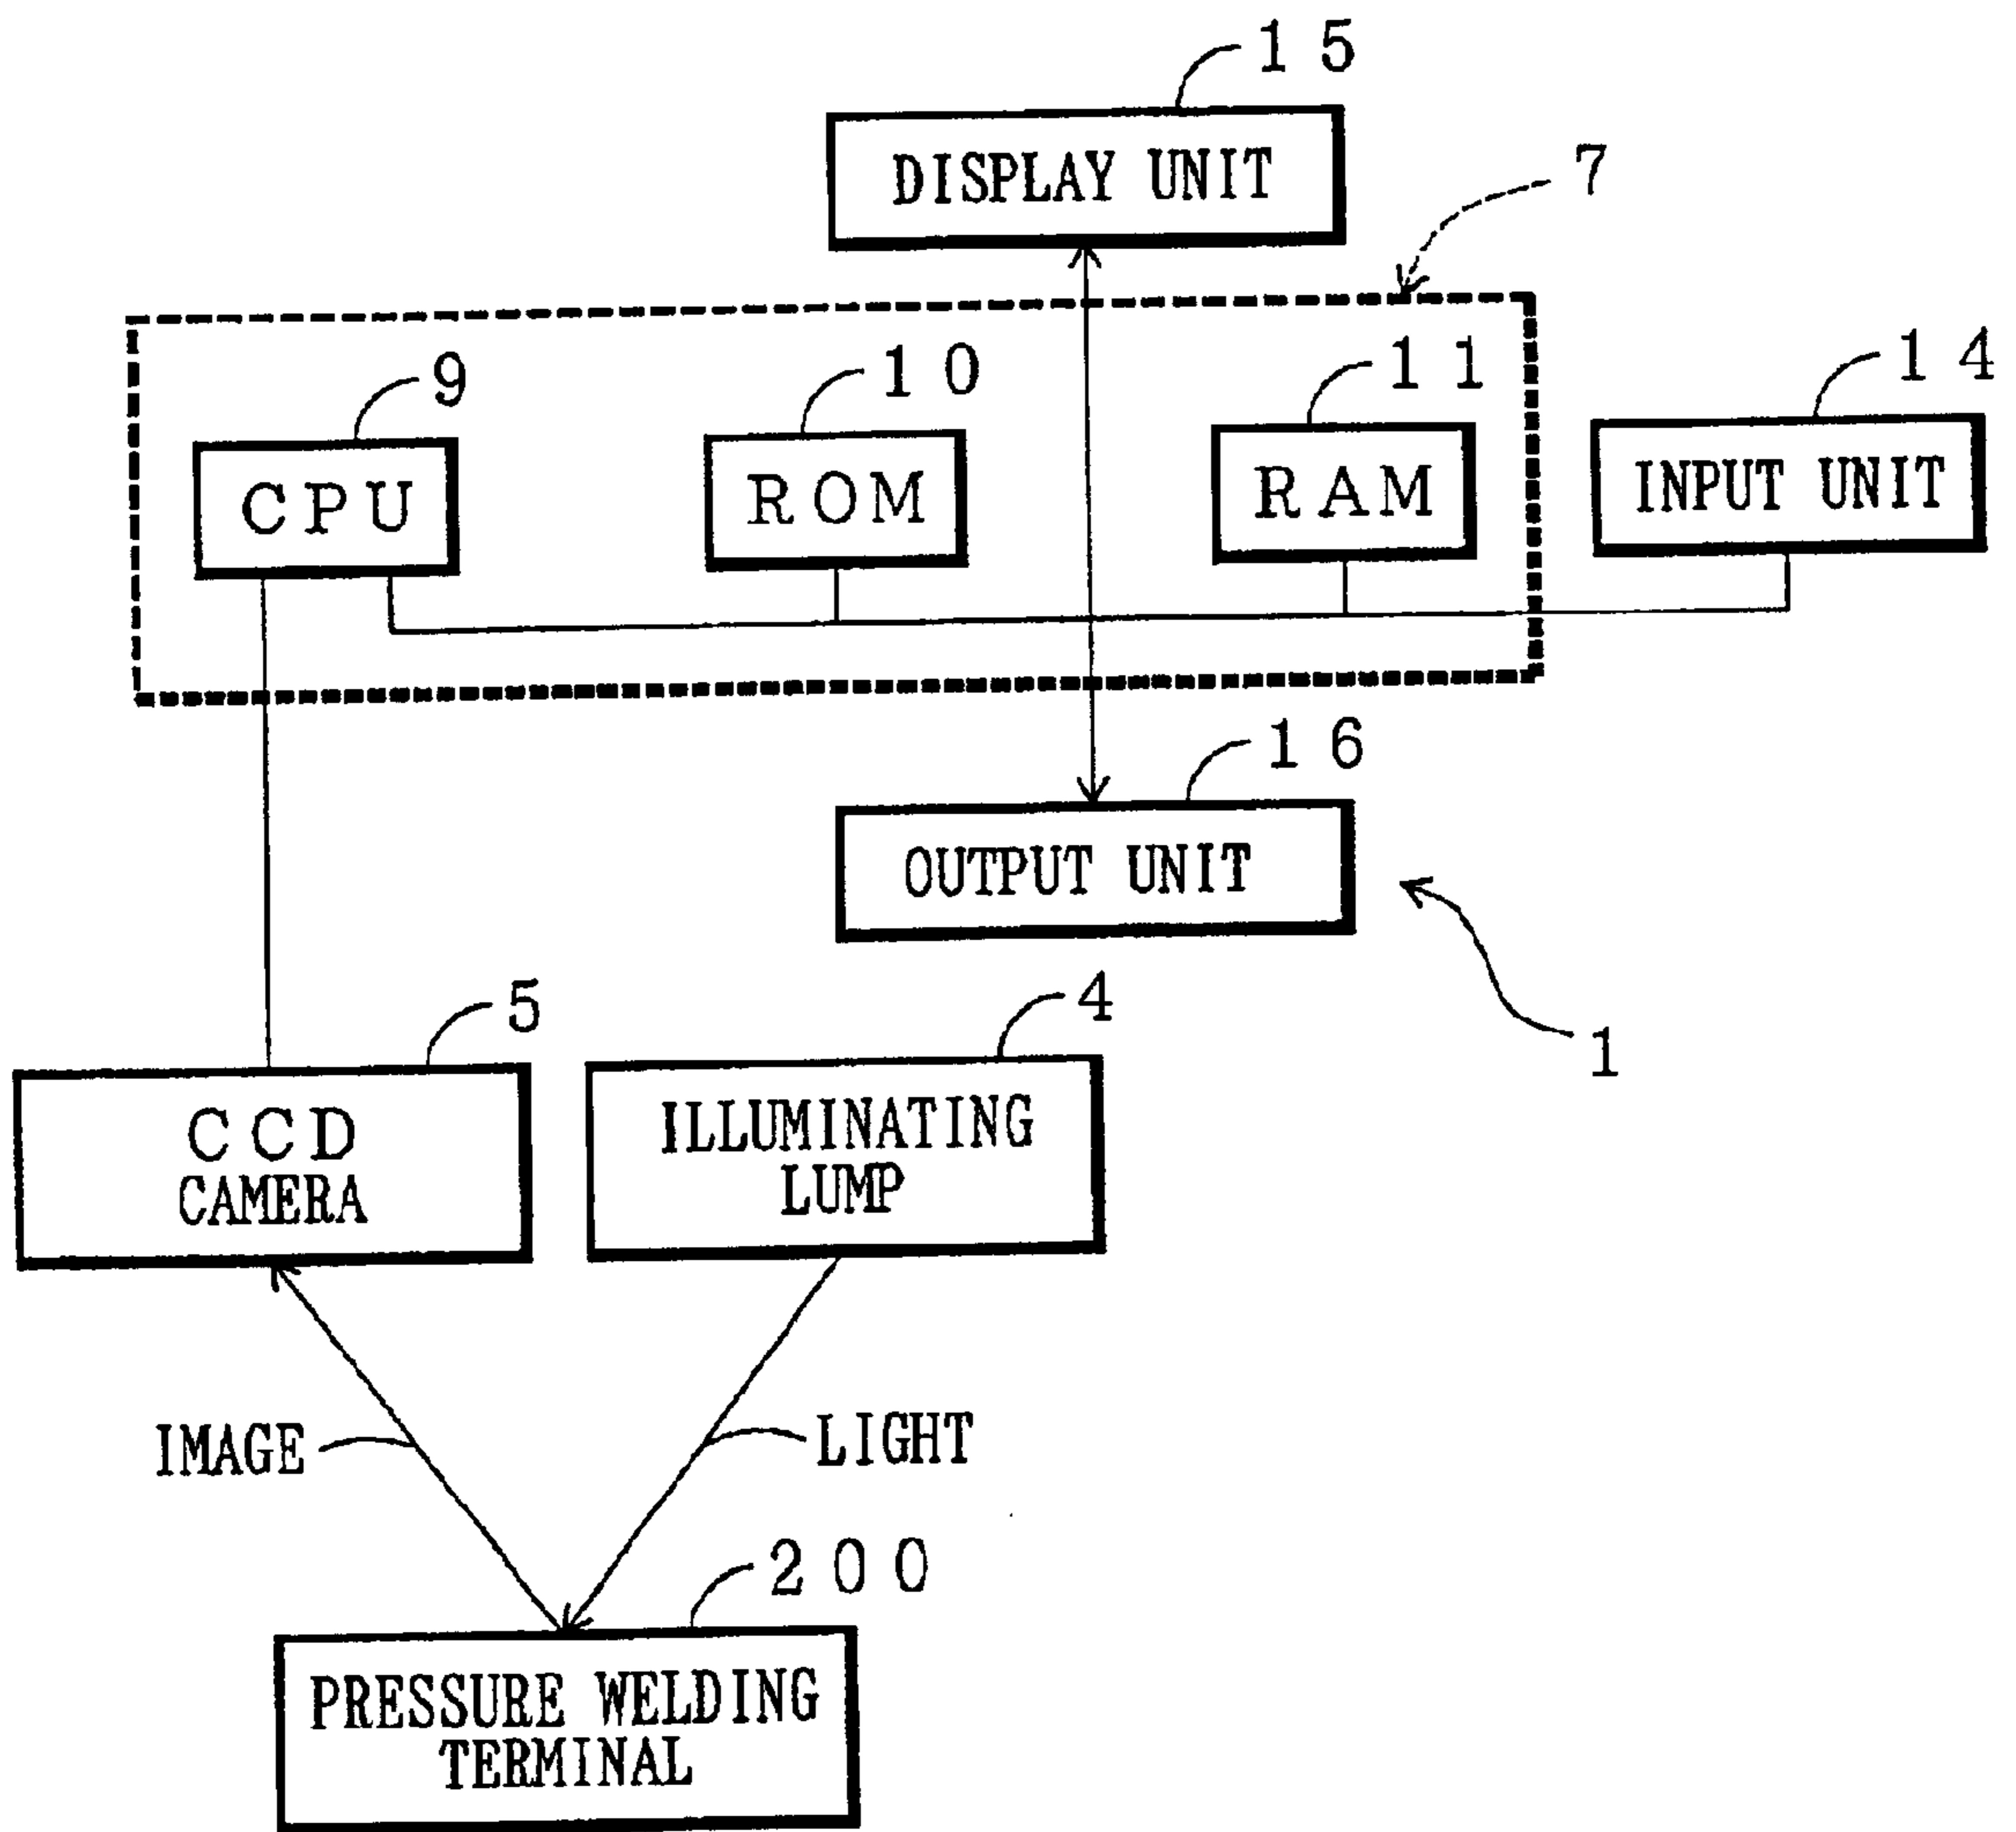 15
DISPLAY UNIT
7
9
10
11
14
CPU
ROM
RAM
INPUT UNIT
16
OUTPUT UNIT
1
5
4
CCD
CAMERA
ILLUMINATING
LUMP
IMAGE
LIGHT
200
PRESSURE WELDING
TERMINAL